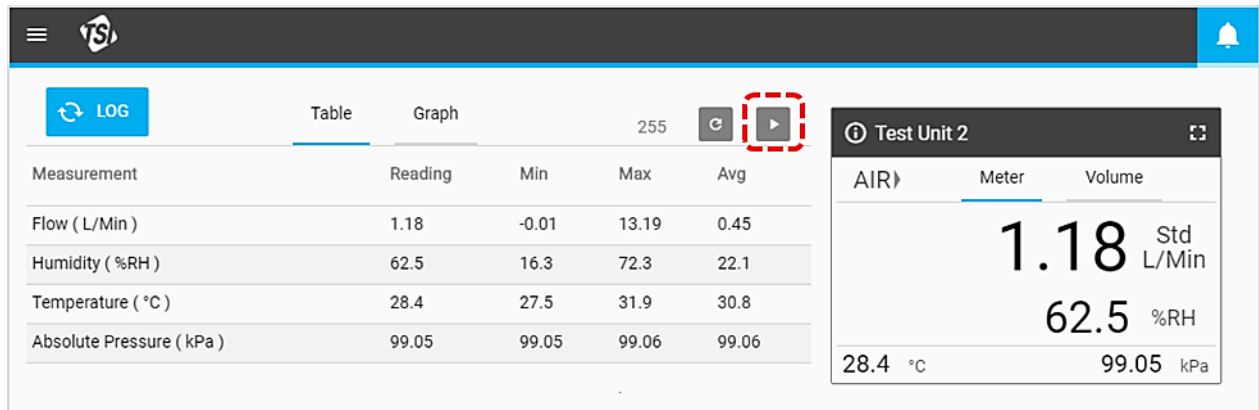 TSI
LOG
Table Graph 255
Measurement Reading Min Max Avg
Flow ( L/Min ) 1.18 -0.01 13.19 0.45
Humidity ( %RH ) 62.5 16.3 72.3 22.1
Temperature ( °C ) 28.4 27.5 31.9 30.8
Absolute Pressure ( kPa ) 99.05 99.05 99.06 99.06
Test Unit 2
AIR Meter Volume
1.18 Std L/Min
62.5 %RH
28.4 °C 99.05 kPa